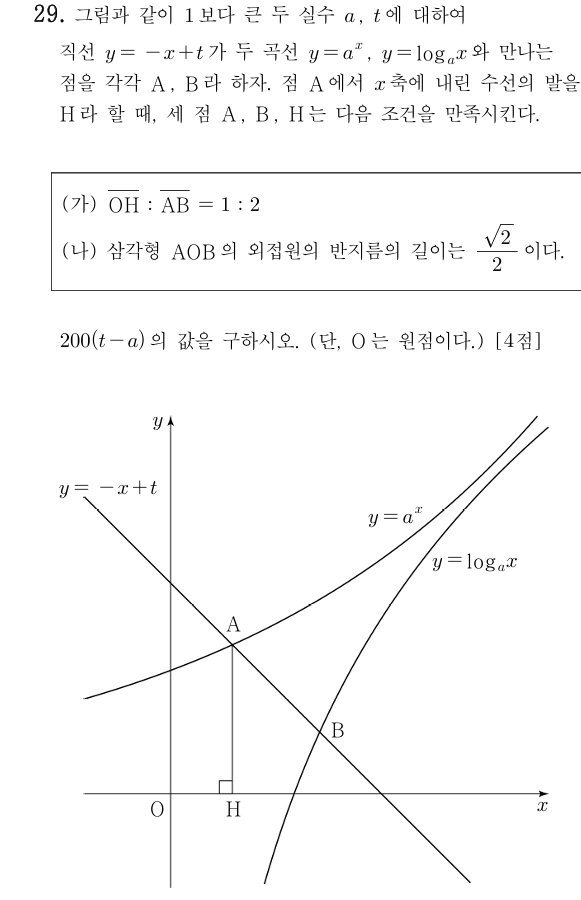 29. 그림과 같이 1보다 큰 두 실수 a, t에 대하여
직선 y = -x+t가 두 곡선 y=a^x, y=log_a x와 만나는
점을 각각 A, B라 하자. 점 A에서 x축에 내린 수선의 발을
H라 할 때, 세 점 A, B, H는 다음 조건을 만족시킨다.
(가) \overline{OH} : \overline{AB} = 1 : 2
(나) 삼각형 AOB의 외접원의 반지름의 길이는 \frac{\sqrt{2}}{2} 이다.
200(t-a)의 값을 구하시오. (단, O는 원점이다.) [4점]
y
y= -x+t
y=a^x
y=log_a x
A
B
O
H
x